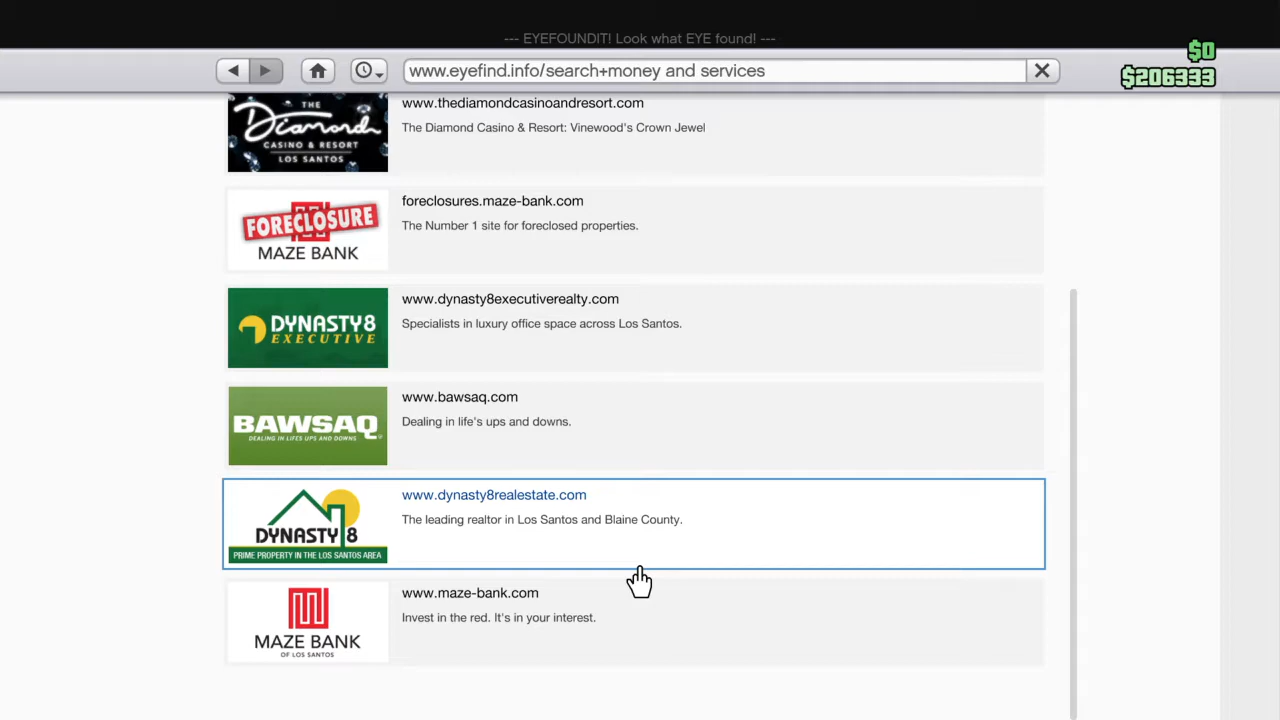 --- EYEFOUNDIT! Look what EYE found! ---
$0
www.eyefind.info/search+money and services
$206333
THE
Diamond
CASINO & RESORT
LOS SANTOS
www.thediamondcasinoandresort.com
The Diamond Casino & Resort: Vinewood's Crown Jewel
FORECLOSURE
MAZE BANK
foreclosures.maze-bank.com
The Number 1 site for foreclosed properties.
DYNASTY8
EXECUTIVE
www.dynasty8executiverealty.com
Specialists in luxury office space across Los Santos.
BAWSAQ
DEALING IN LIFES UPS AND DOWNS
www.bawsaq.com
Dealing in life's ups and downs.
DYNASTY 8
PRIME PROPERTY IN THE LOS SANTOS AREA
www.dynasty8realestate.com
The leading realtor in Los Santos and Blaine County.
MAZE BANK
OF LOS SANTOS
www.maze-bank.com
Invest in the red. It's in your interest.